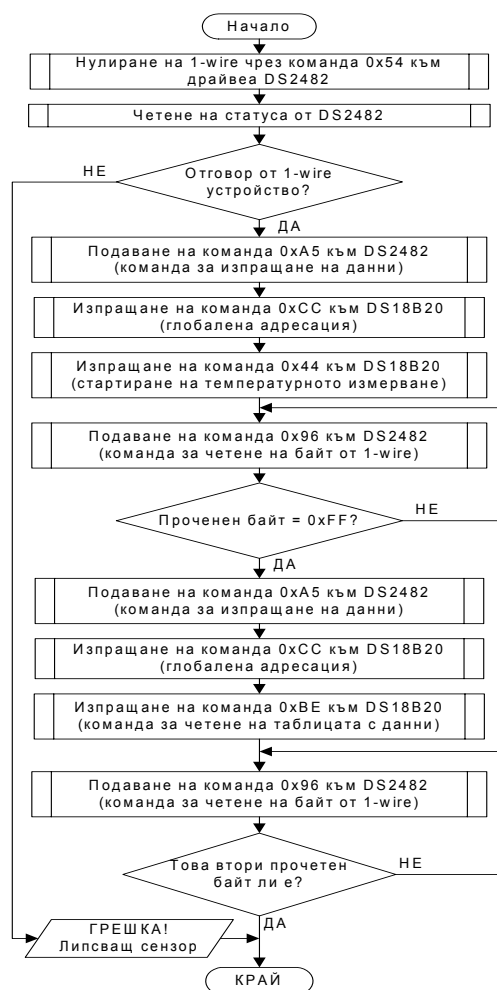 Начало
Нулиране на 1-wire чрез команда 0x54 към
драйвеа DS2482
Четене на статуса от DS2482
НЕ
Отговор от 1-wire
устройство?
ДА
Подаване на команда 0xA5 към DS2482
(команда за изпращане на данни)
Изпращане на команда 0xCC към DS18B20
(глобалена адресация)
Изпращане на команда 0x44 към DS18B20
(стартиране на температурното измерване)
Подаване на команда 0x96 към DS2482
(команда за четене на байт от 1-wire)
Проченен байт = 0xFF?
НЕ
ДА
Подаване на команда 0xA5 към DS2482
(команда за изпращане на данни)
Изпращане на команда 0xCC към DS18B20
(глобалена адресация)
Изпращане на команда 0xBE към DS18B20
(команда за четене на таблицата с данни)
Подаване на команда 0x96 към DS2482
(команда за четене на байт от 1-wire)
Това втори прочетен
байт ли е?
НЕ
ДА
ГРЕШКА!
Липсващ сензор
КРАЙ